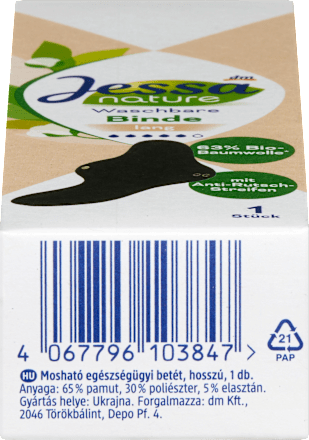 Jessa
dm
nature
Waschbare
Binde
lang
63% Bio-
Baumwolle*
mit
Anti-Rutsch-
Streifen
1
Stück
4 067796 103847 >
21
PAP
HU Mosható egészségügyi betét, hosszú, 1 db.
Anyaga: 65% pamut, 30% poliészter, 5% elasztán.
Gyártás helye: Ukrajna. Forgalmazza: dm Kft.,
2046 Törökbálint, Depo Pf. 4.